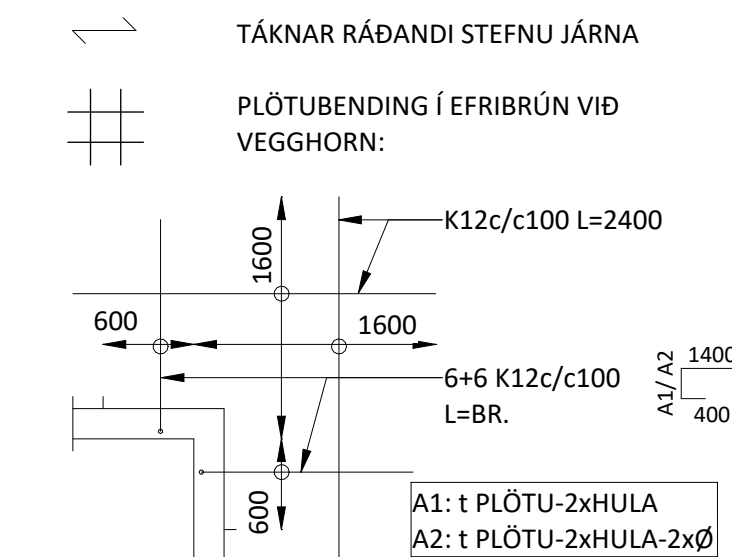 TÁKNAR RÁÐANDI STEFNU JÁRNA
PLÖTUBENDING Í EFRIBRÚN VIÐ
VEGGHORN:
K12c/c100 L=2400
1600
600
1600
6+6 K12c/c100
L=BR.
A1/ A2
1400
400
600
A1: t PLÖTU-2xHULA
A2: t PLÖTU-2xHULA-2xØ